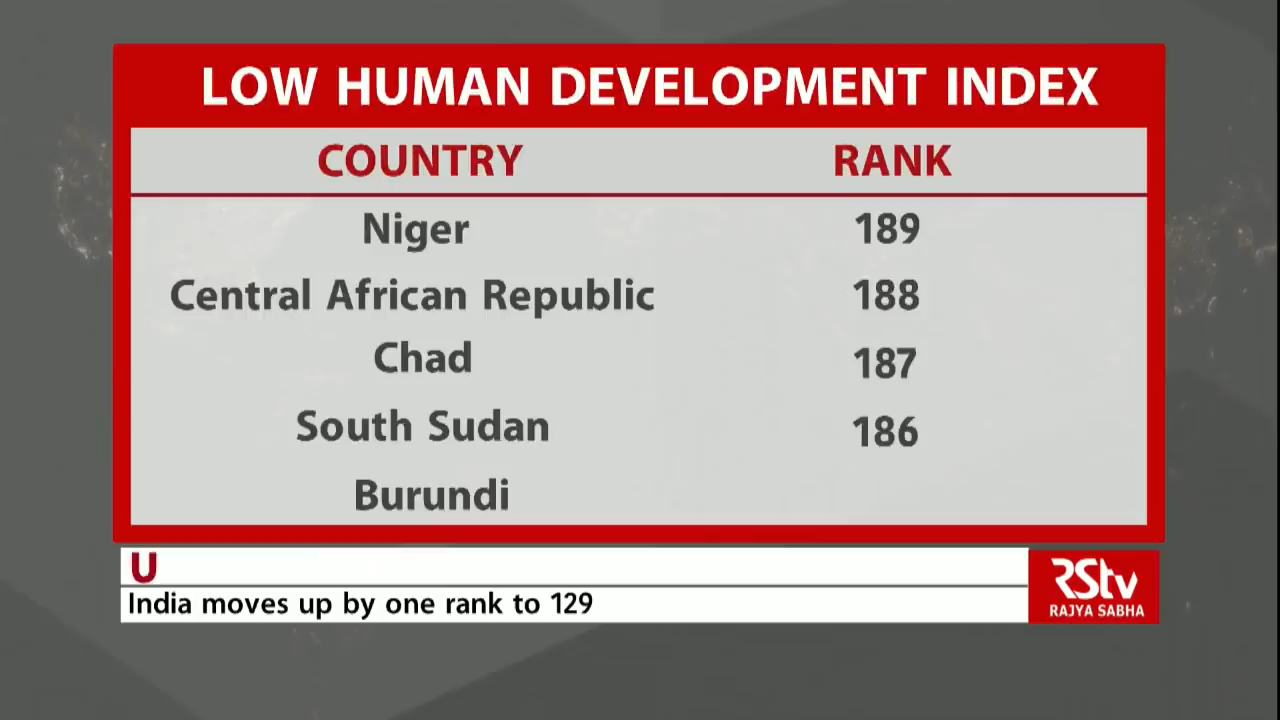 LOW HUMAN DEVELOPMENT INDEX
COUNTRY RANK
Niger 189
Central African Republic 188
Chad 187
South Sudan 186
Burundi
U
India moves up by one rank to 129
RStv
RAJYA SABHA